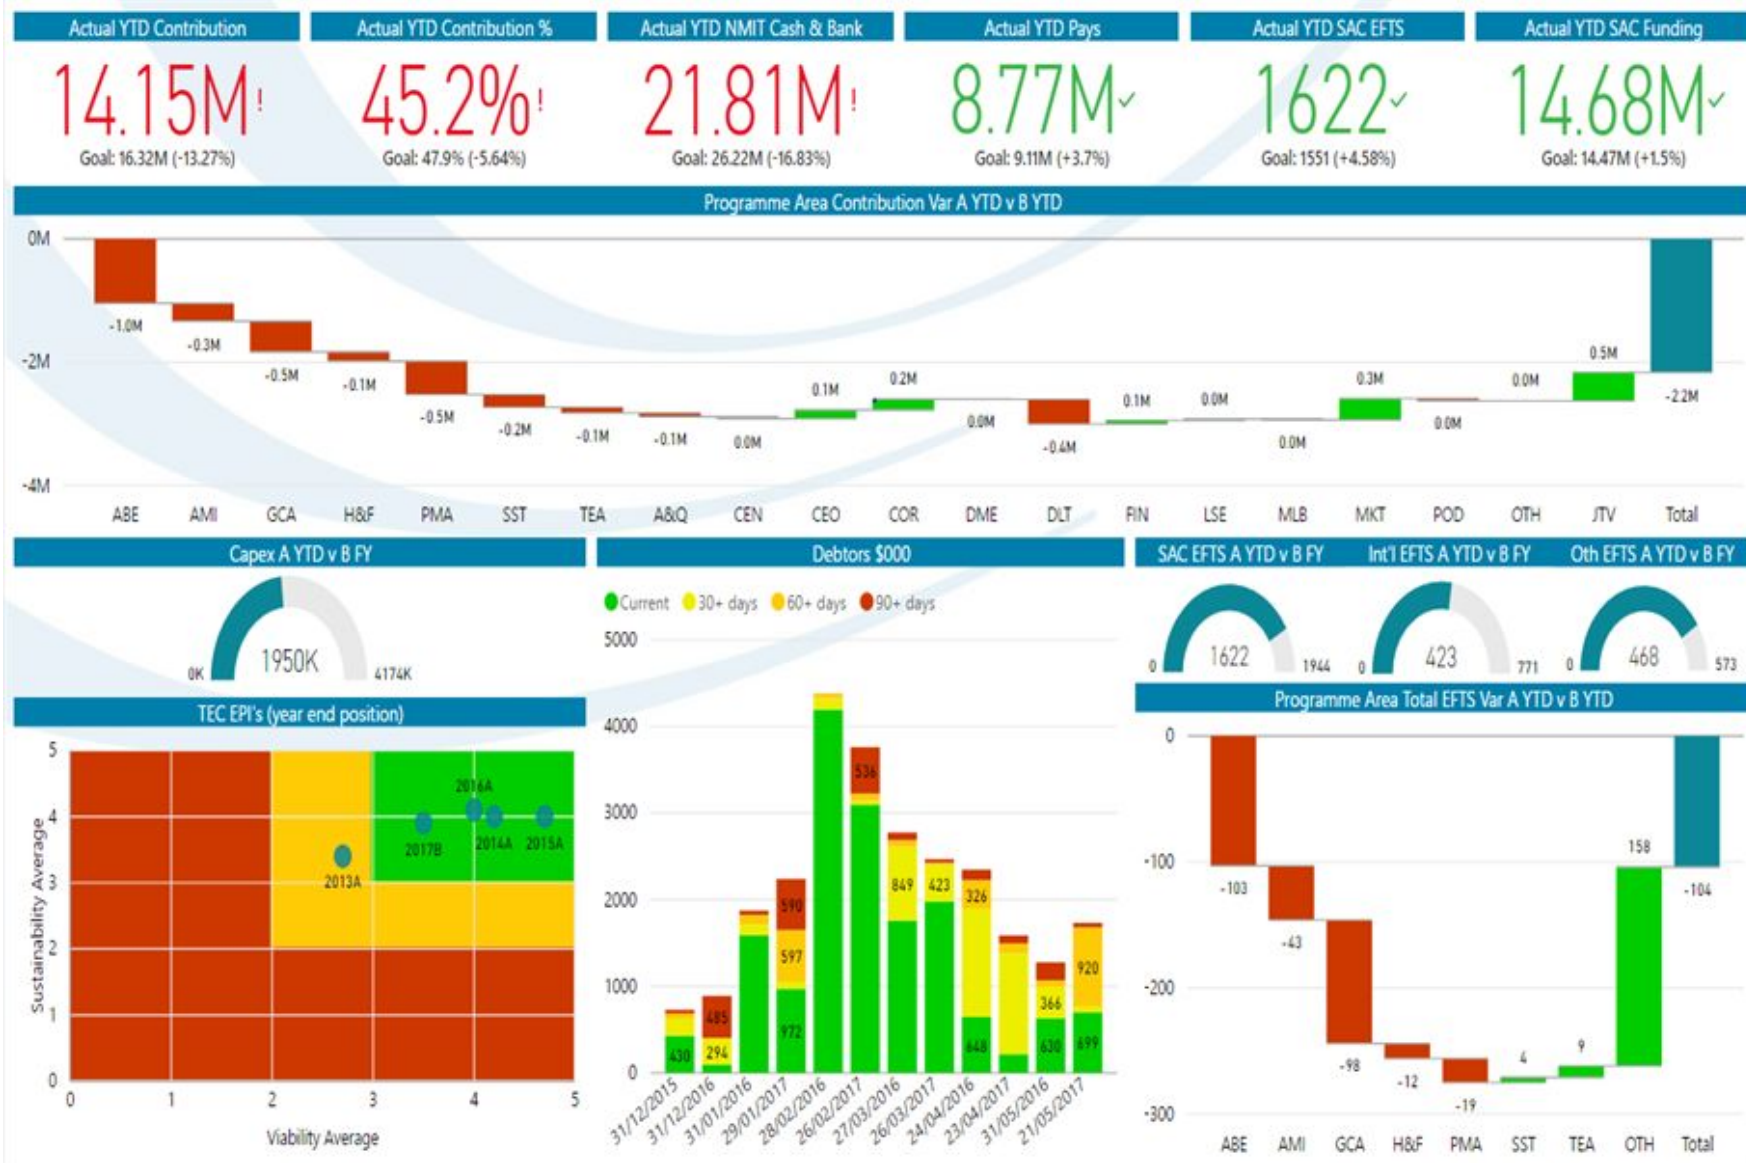 Actual YTD Contribution
Actual YTD Contribution %
Actual YTD NMIT Cash & Bank
Actual YTD Pays
Actual YTD SAC EFTS
Actual YTD SAC Funding
14.15M!
45.2%!
21.81M!
8.77M✓
1622✓
14.68M✓
Goal: 16.32M (-13.27%)
Goal: 47.9% (-5.64%)
Goal: 26.22M (-16.83%)
Goal: 9.11M (+3.7%)
Goal: 1551 (+4.58%)
Goal: 14.47M (+1.5%)
Programme Area Contribution Var A YTD v B YTD
0M
-2M
-4M
-1.0M
-0.3M
-0.5M
-0.1M
-0.5M
-0.2M
-0.1M
-0.1M
0.0M
0.1M
0.2M
0.0M
-0.4M
0.1M
0.0M
0.0M
0.3M
0.0M
0.0M
0.5M
-2.2M
ABE AMI GCA H&F PMA SST TEA A&Q CEN CEO COR DME DLT FIN LSE MLB MKT POD OTH JTV Total
Capex A YTD v B FY
0K
1950K
4174K
TEC EPI's (year end position)
Sustainability Average
5
4
3
2
1
0
2013A
2017B
2016A
2014A
2015A
0 1 2 3 4 5
Viability Average
Debtors $000
Current 30+ days 60+ days 90+ days
5000
4000
3000
2000
1000
0
430
485
294
590
597
972
536
849
423
326
648
366
630
920
699
31/12/2015
31/12/2016
31/01/2016
29/01/2017
28/02/2016
26/02/2017
27/03/2016
26/03/2017
24/04/2016
23/04/2017
31/05/2016
21/05/2017
SAC EFTS A YTD v B FY
Int'l EFTS A YTD v B FY
Oth EFTS A YTD v B FY
0
1622
1944
0
423
771
0
468
573
Programme Area Total EFTS Var A YTD v B YTD
0
-100
-200
-300
-103
-43
-98
-12
-19
4
9
158
-104
ABE AMI GCA H&F PMA SST TEA OTH Total